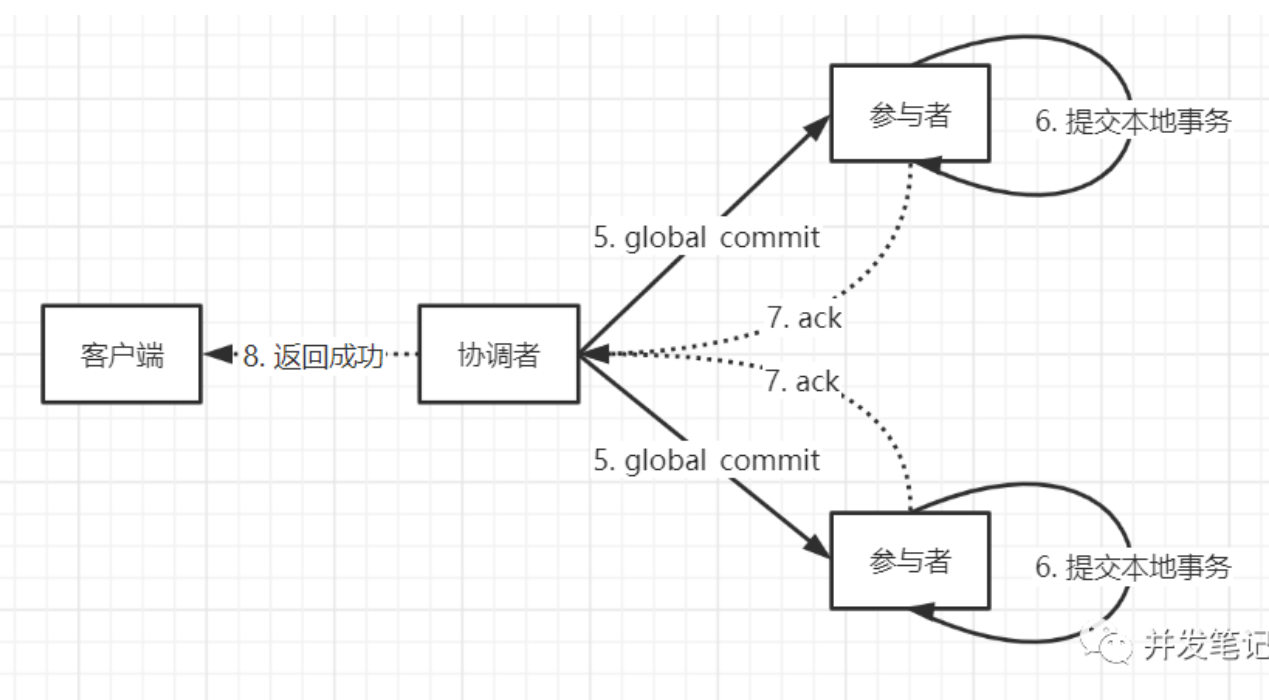 参与者
6. 提交本地事务
5. global commit
7. ack
客户端
8. 返回成功
协调者
7. ack
5. global commit
参与者
6. 提交本地事务
并发笔记